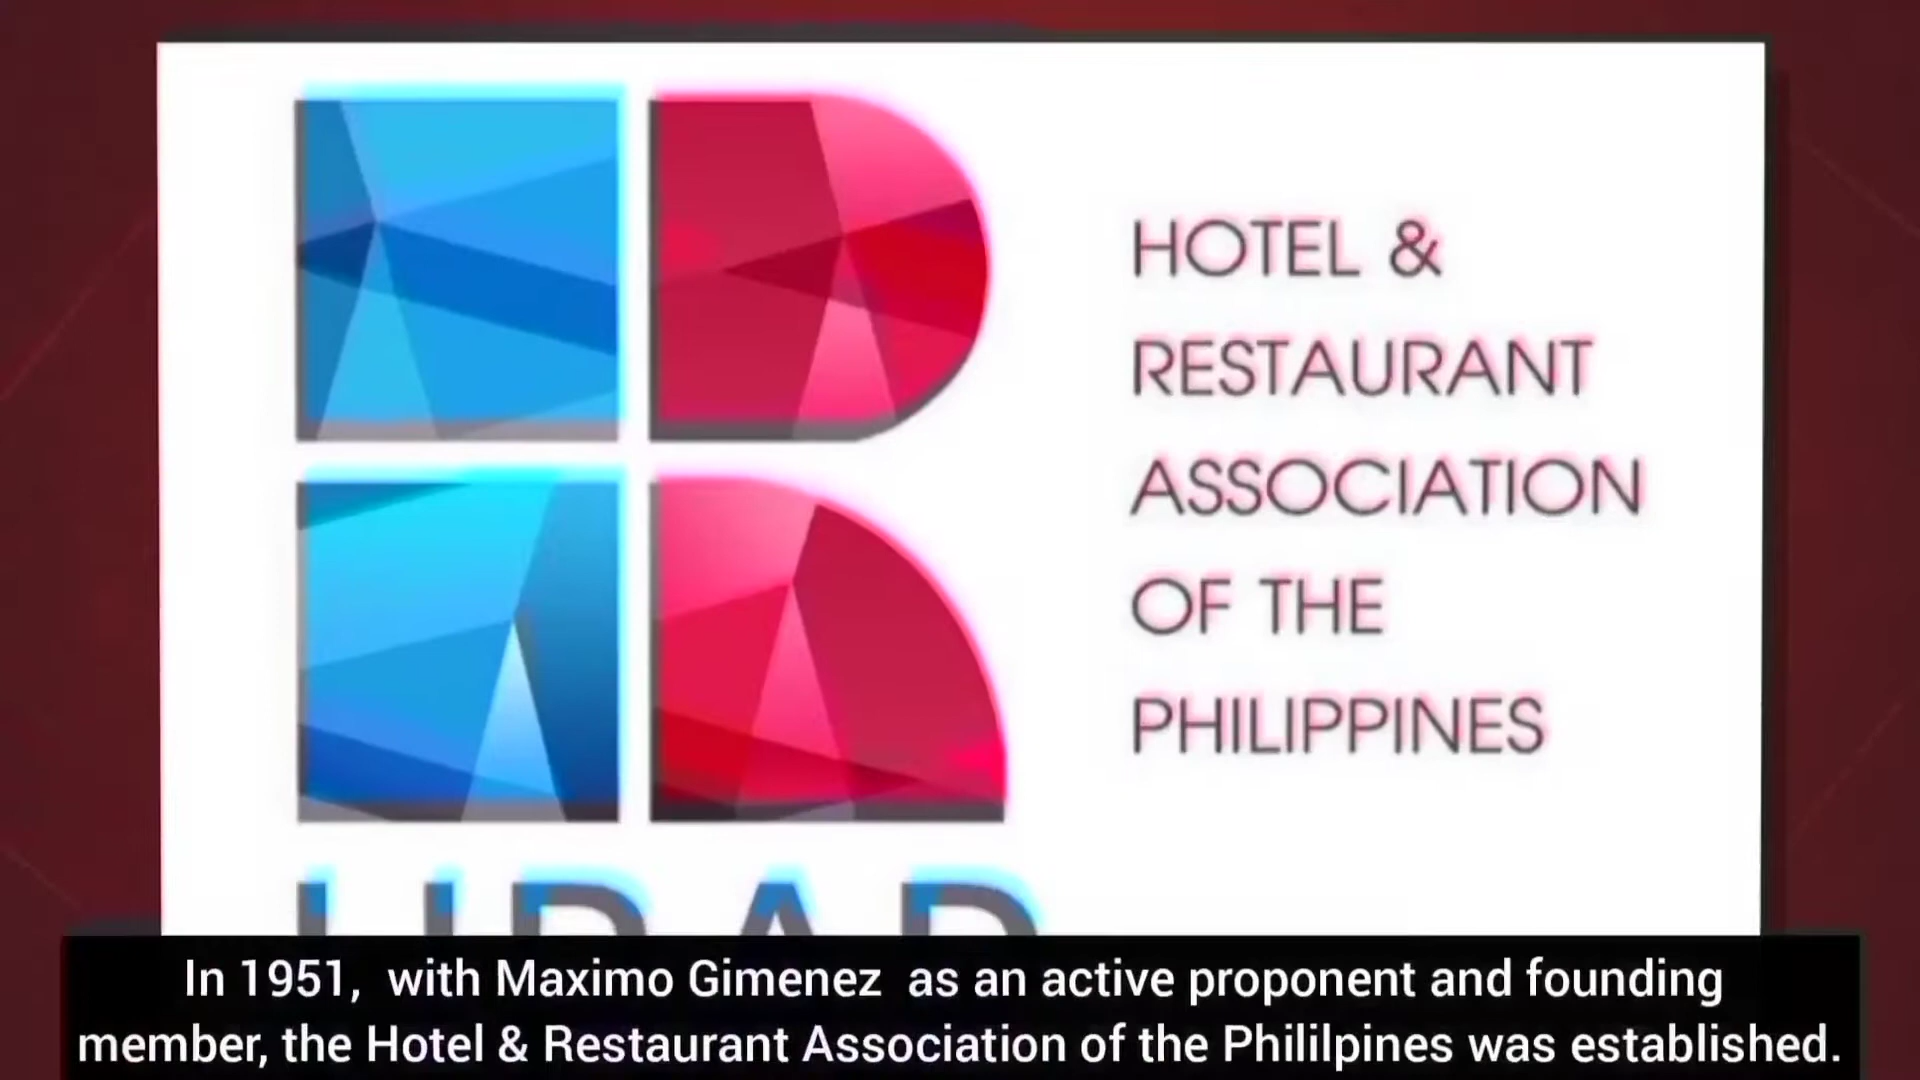 HOTEL &
RESTAURANT
ASSOCIATION
OF THE
PHILIPPINES
In 1951, with Maximo Gimenez as an active proponent and founding
member, the Hotel & Restaurant Association of the Phililpines was established.